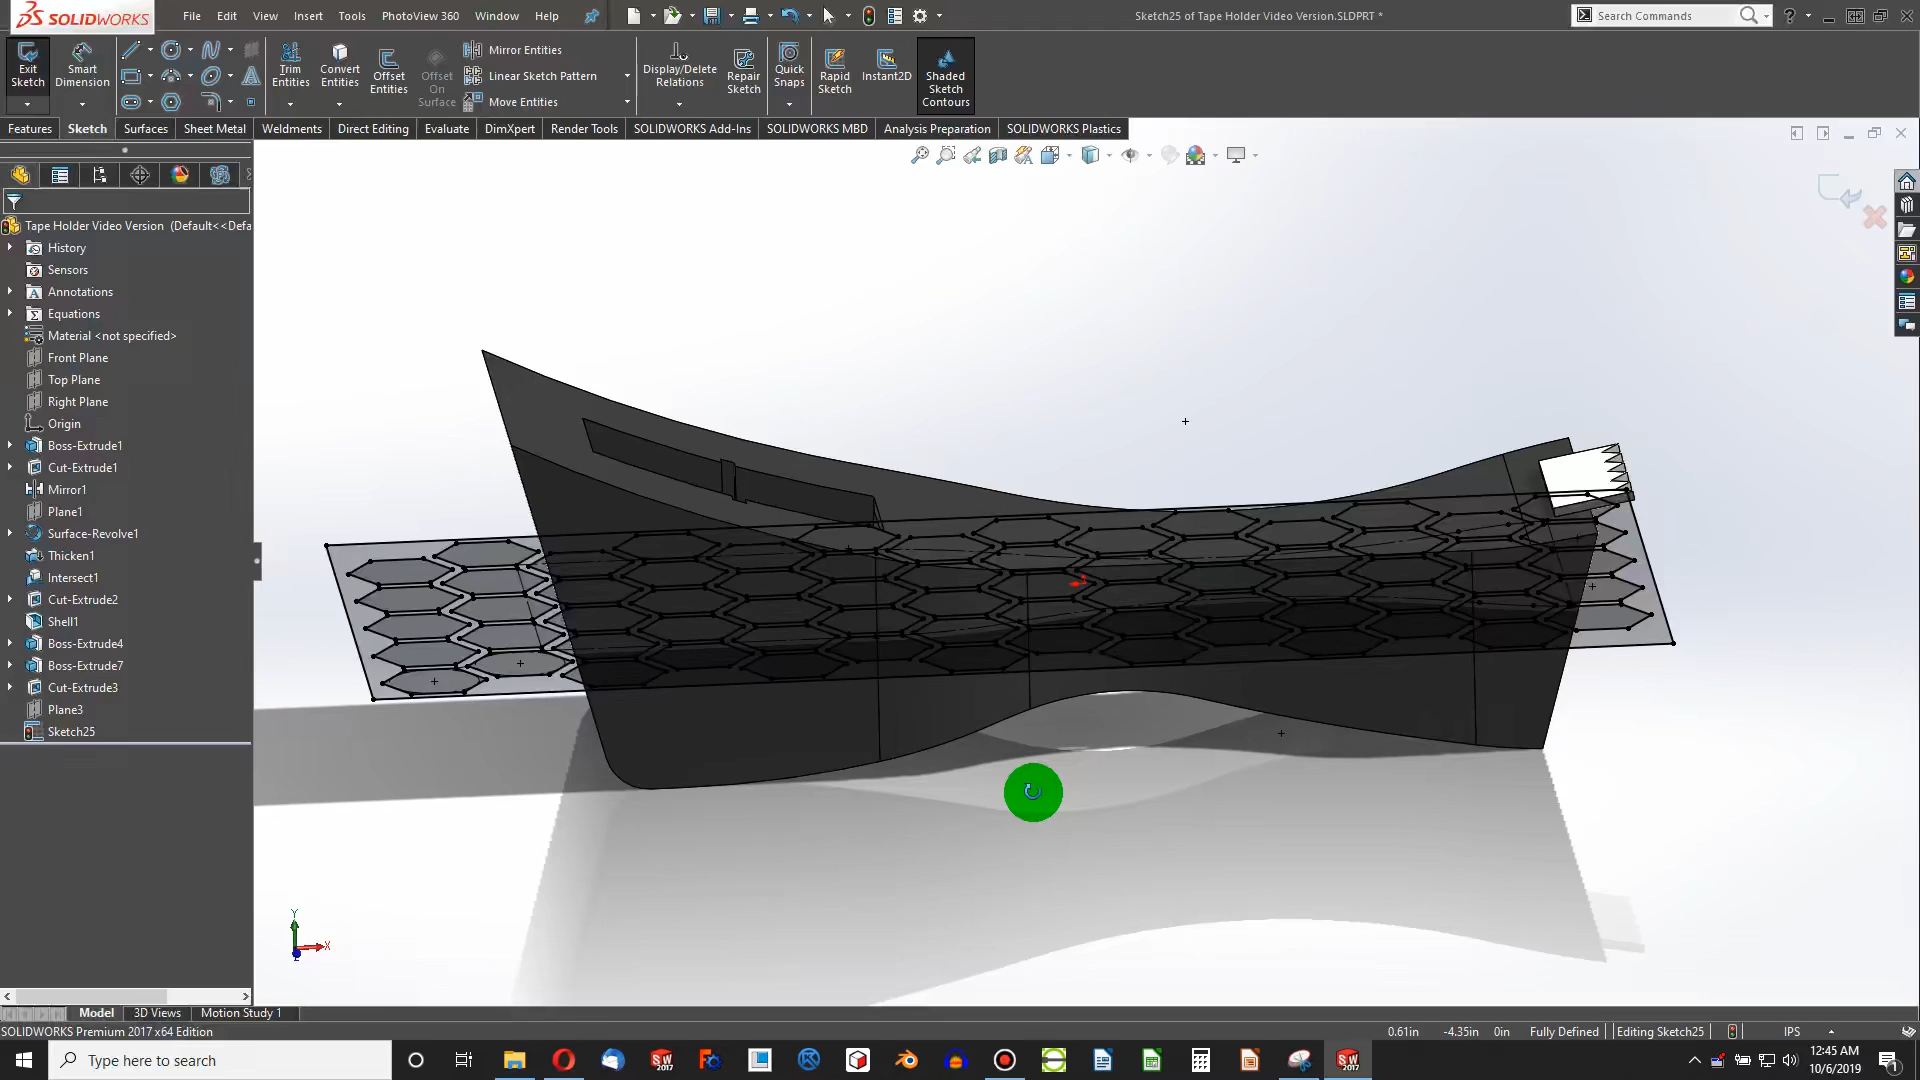 SOLIDWORKS
File Edit View Insert Tools PhotoView 360 Window Help
Sketch25 of Tape Holder Video Version.SLDPRT *
Search Commands
Exit Sketch
Smart Dimension
Trim Entities
Convert Entities
Offset Entities
Offset On Surface
Mirror Entities
Linear Sketch Pattern
Move Entities
Display/Delete Relations
Repair Sketch
Quick Snaps
Rapid Sketch
Instant2D
Shaded Sketch Contours
Features Sketch Surfaces Sheet Metal Weldments Direct Editing Evaluate DimXpert Render Tools SOLIDWORKS Add-Ins SOLIDWORKS MBD Analysis Preparation SOLIDWORKS Plastics
Tape Holder Video Version (Default<<Defa
History
Sensors
Annotations
Equations
Material <not specified>
Front Plane
Top Plane
Right Plane
Origin
Boss-Extrude1
Cut-Extrude1
Mirror1
Plane1
Surface-Revolve1
Thicken1
Intersect1
Cut-Extrude2
Shell1
Boss-Extrude4
Boss-Extrude7
Cut-Extrude3
Plane3
Sketch25
Y
X
Z
Model 3D Views Motion Study 1
SOLIDWORKS Premium 2017 x64 Edition
0.61in -4.35in 0in Fully Defined Editing Sketch25 IPS
Type here to search
12:45 AM
10/6/2019